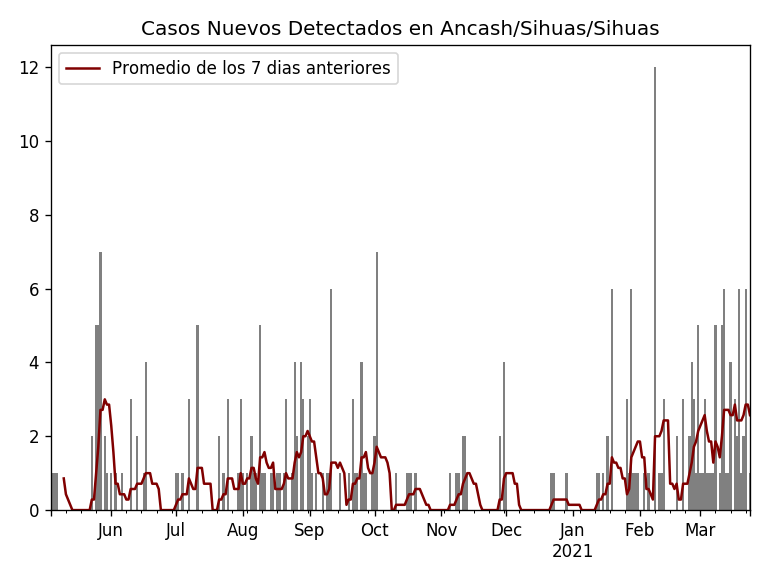 Casos Nuevos Detectados en Ancash/Sihuas/Sihuas
Promedio de los 7 dias anteriores
12
10
8
6
4
2
0
Jun Jul Aug Sep Oct Nov Dec Jan Feb Mar
2021